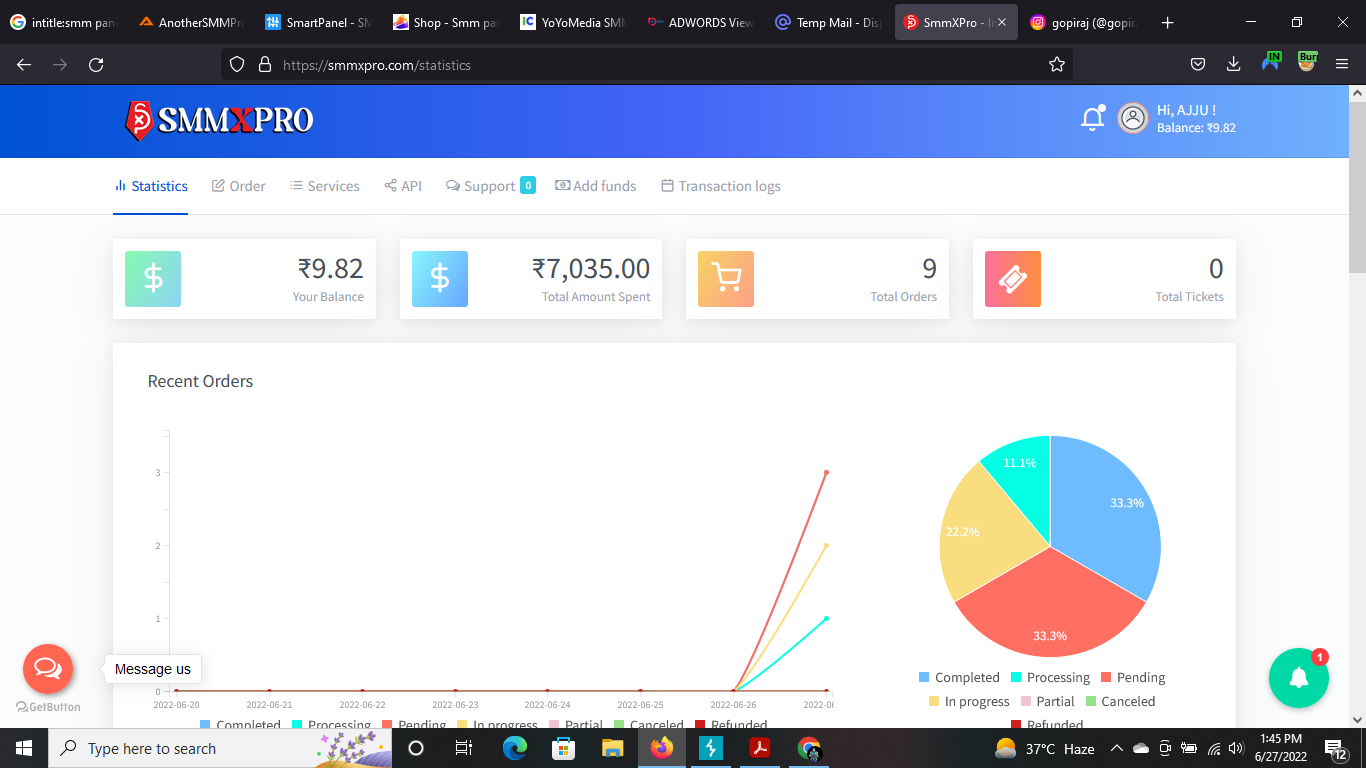 intitle:smm pan
AnotherSMMPro
SmartPanel - SM
Shop - Smm pa
YoYoMedia SMM
ADWORDS View
Temp Mail - Disp
SmmXPro - In
gopiraj (@gopir
https://smmxpro.com/statistics
IN
Bur
SMMXPRO
Hi, AJJU !
Balance: ₹9.82
Statistics
Order
Services
API
Support 0
Add funds
Transaction logs
₹9.82
Your Balance
₹7,035.00
Total Amount Spent
9
Total Orders
0
Total Tickets
Recent Orders
3
2
1
0
2022-06-20
2022-06-21
2022-06-22
2022-06-23
2022-06-24
2022-06-25
2022-06-26
2022-06
Completed Processing Pending In progress Partial Canceled Refunded
11.1%
33.3%
22.2%
33.3%
Completed Processing Pending
In progress Partial Canceled
Refunded
Message us
GetButton
1
Type here to search
37°C Haze
1:45 PM
6/27/2022
12